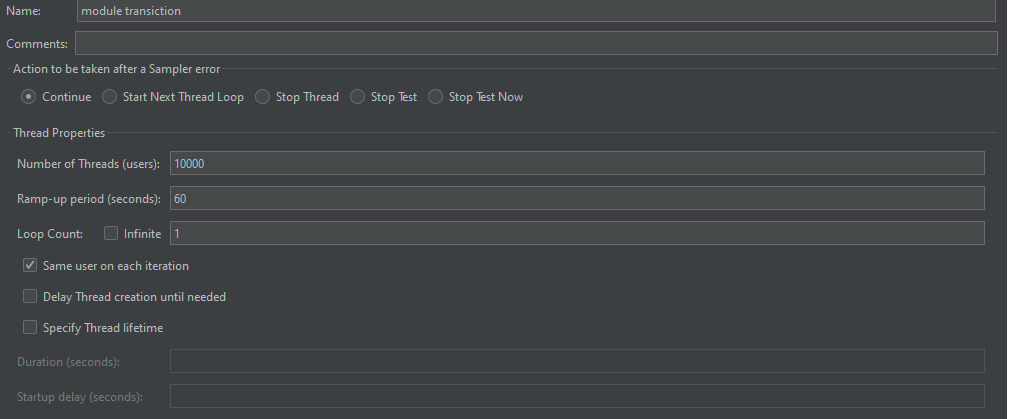 Name: module transiction
Comments:
Action to be taken after a Sampler error
Continue Start Next Thread Loop Stop Thread Stop Test Stop Test Now
Thread Properties
Number of Threads (users): 10000
Ramp-up period (seconds): 60
Loop Count: Infinite 1
Same user on each iteration
Delay Thread creation until needed
Specify Thread lifetime
Duration (seconds):
Startup delay (seconds):